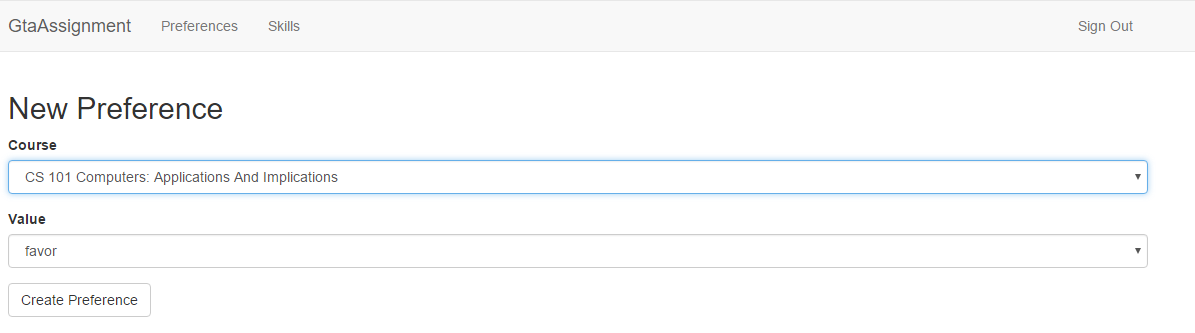 GtaAssignment Preferences Skills Sign Out
New Preference
Course
CS 101 Computers: Applications And Implications
Value
favor
Create Preference